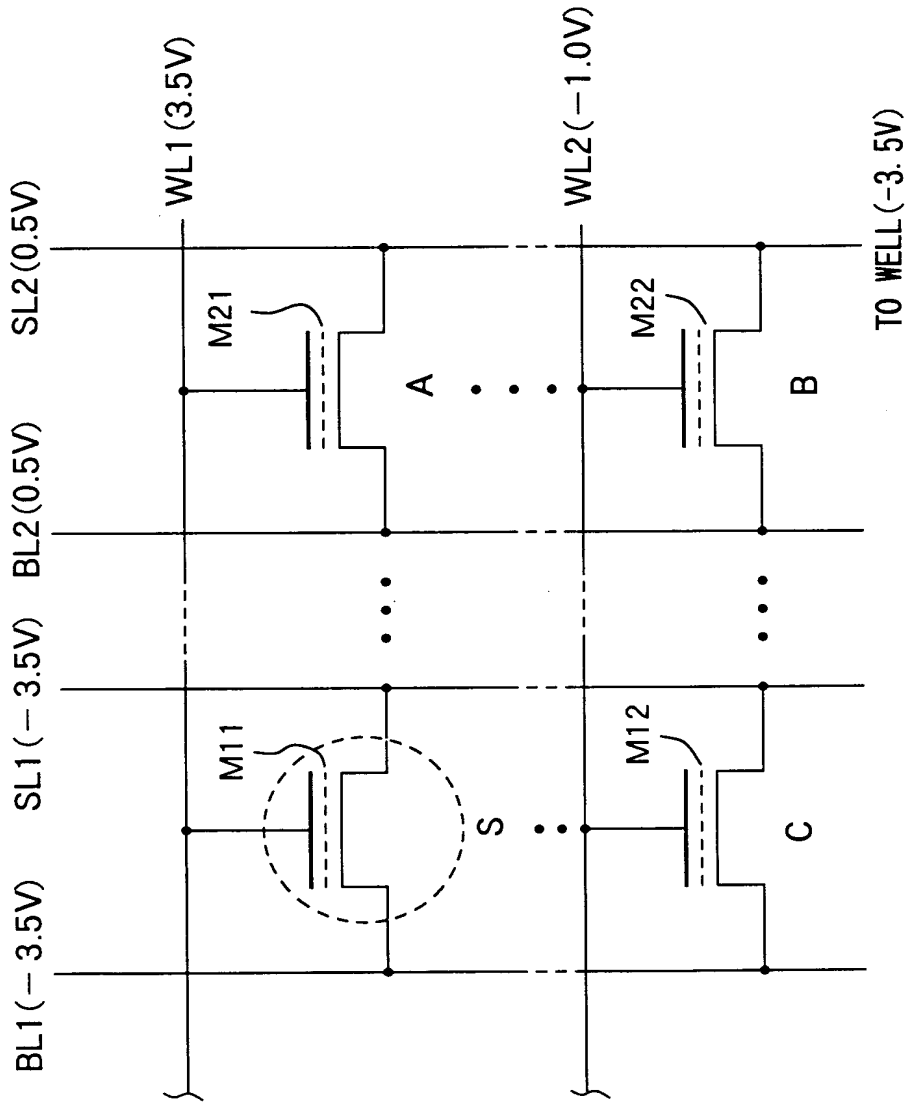 BL1(−3.5V)
SL1(−3.5V)
BL2(0.5V)
SL2(0.5V)
WL1(3.5V)
M11
M21
S
A
WL2(−1.0V)
M12
M22
C
B
TO WELL(-3.5V)